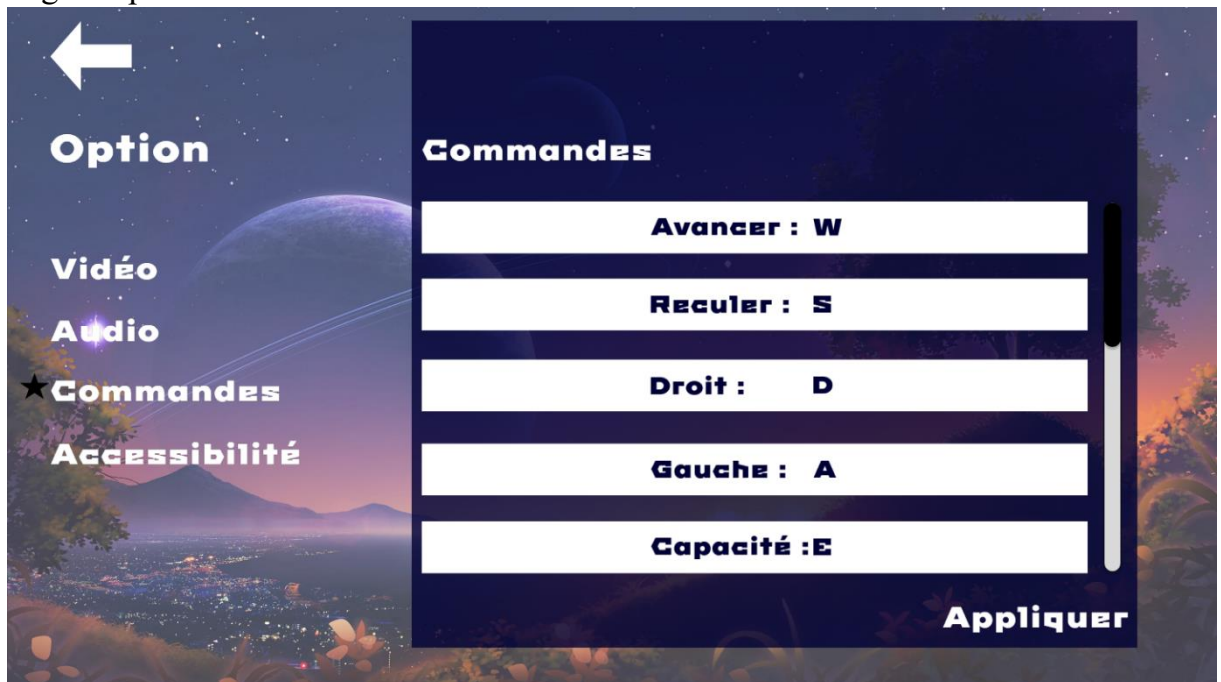 Option
Vidéo
Audio
Commandes
Accessibilité
Commandes
Avancer : W
Reculer : S
Droit : D
Gauche : A
Capacité :E
Appliquer